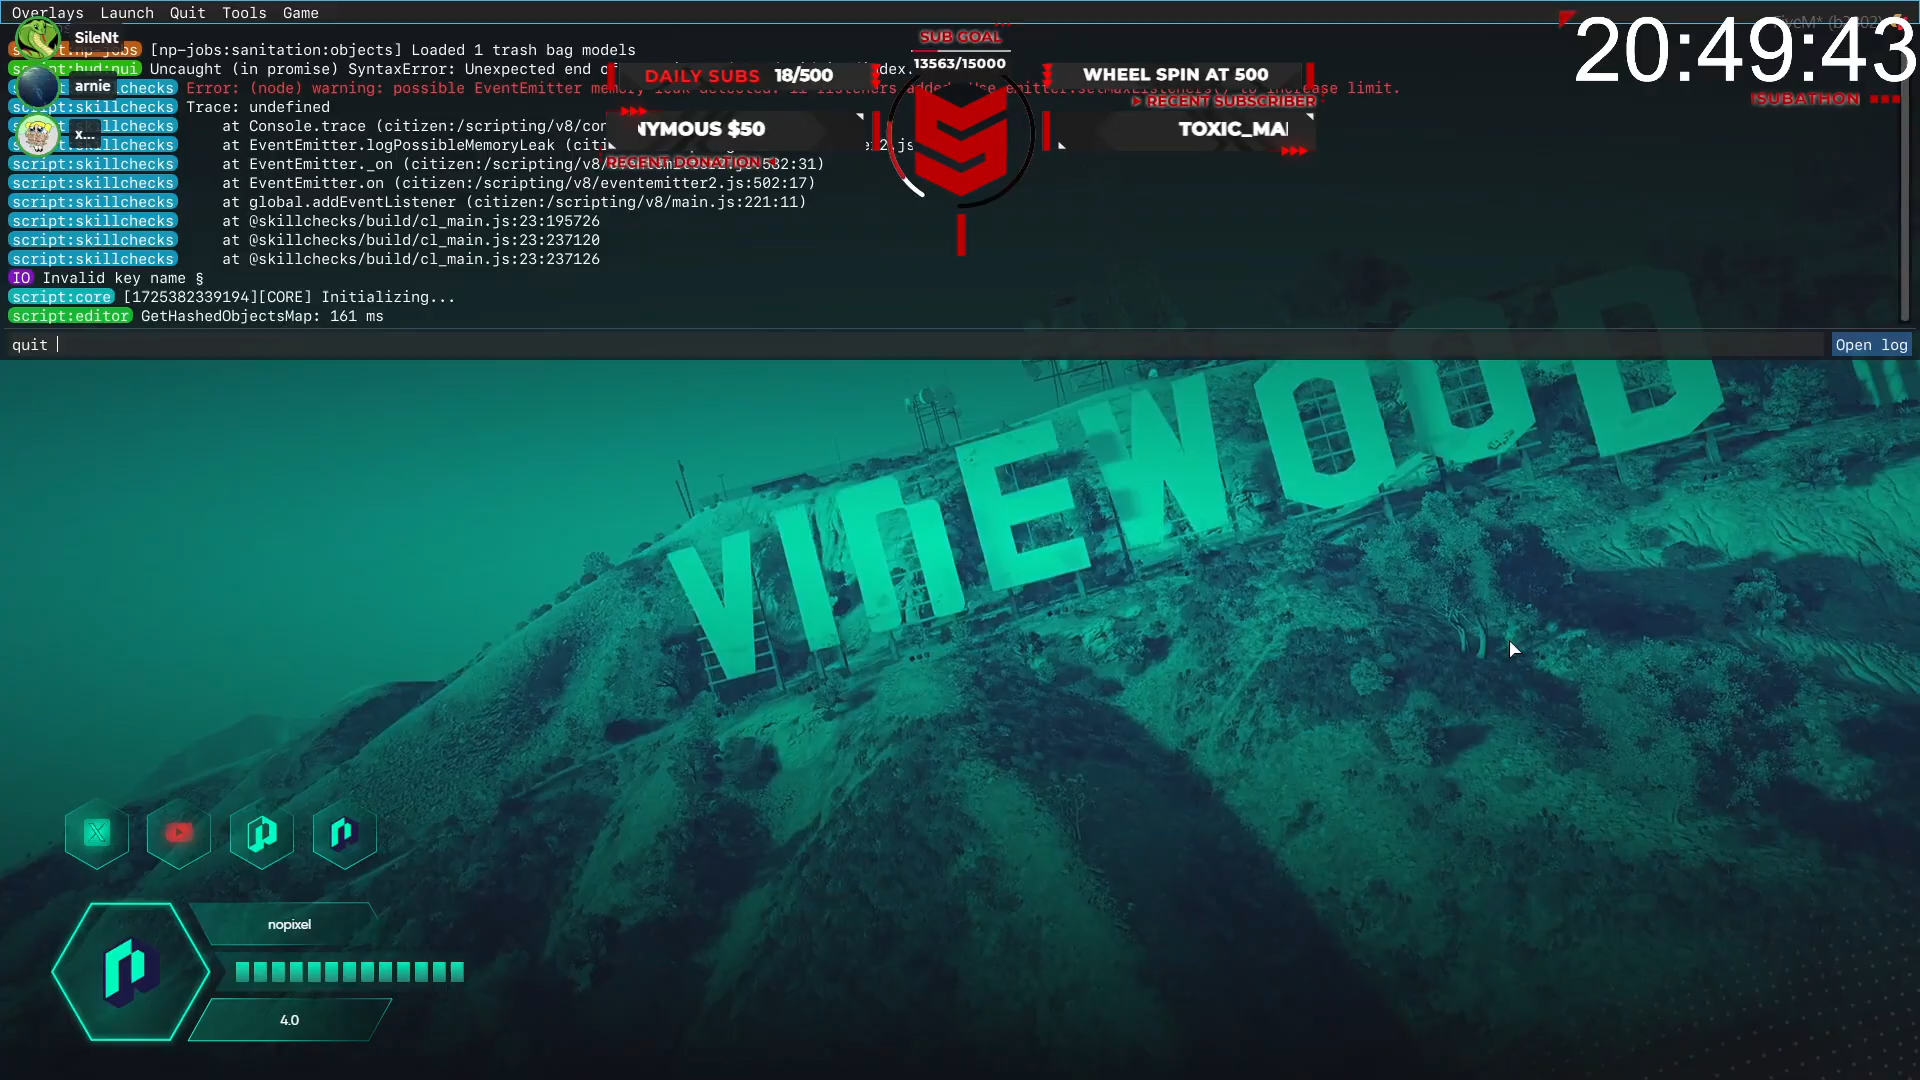 Overlays Launch Quit Tools Game
20:49:43
!SUBATHON
SileNt
arnie
x...
[np-jobs:sanitation:objects] Loaded 1 trash bag models
Uncaught (in promise) SyntaxError: Unexpected end of
Error: (node) warning: possible EventEmitter
increase limit.
script:skillchecks Trace: undefined
at Console.trace (citizen:/scripting/v8/con
at EventEmitter.logPossibleMemoryLeak (citi
script:skillchecks at EventEmitter._on (citizen:/scripting/v8/eventemitter2.js:532:31)
script:skillchecks at EventEmitter.on (citizen:/scripting/v8/eventemitter2.js:502:17)
script:skillchecks at global.addEventListener (citizen:/scripting/v8/main.js:221:11)
script:skillchecks at @skillchecks/build/cl_main.js:23:195726
script:skillchecks at @skillchecks/build/cl_main.js:23:237120
script:skillchecks at @skillchecks/build/cl_main.js:23:237126
IO Invalid key name §
script:core [1725382339194][CORE] Initializing...
script:editor GetHashedObjectsMap: 161 ms
quit
Open log
SUB GOAL
13563/15000
DAILY SUBS 18/500
WHEEL SPIN AT 500
RECENT SUBSCRIBER
NYMOUS $50
TOXIC_MA
RECENT DONATION
VINEWOOD
nopixel
4.0